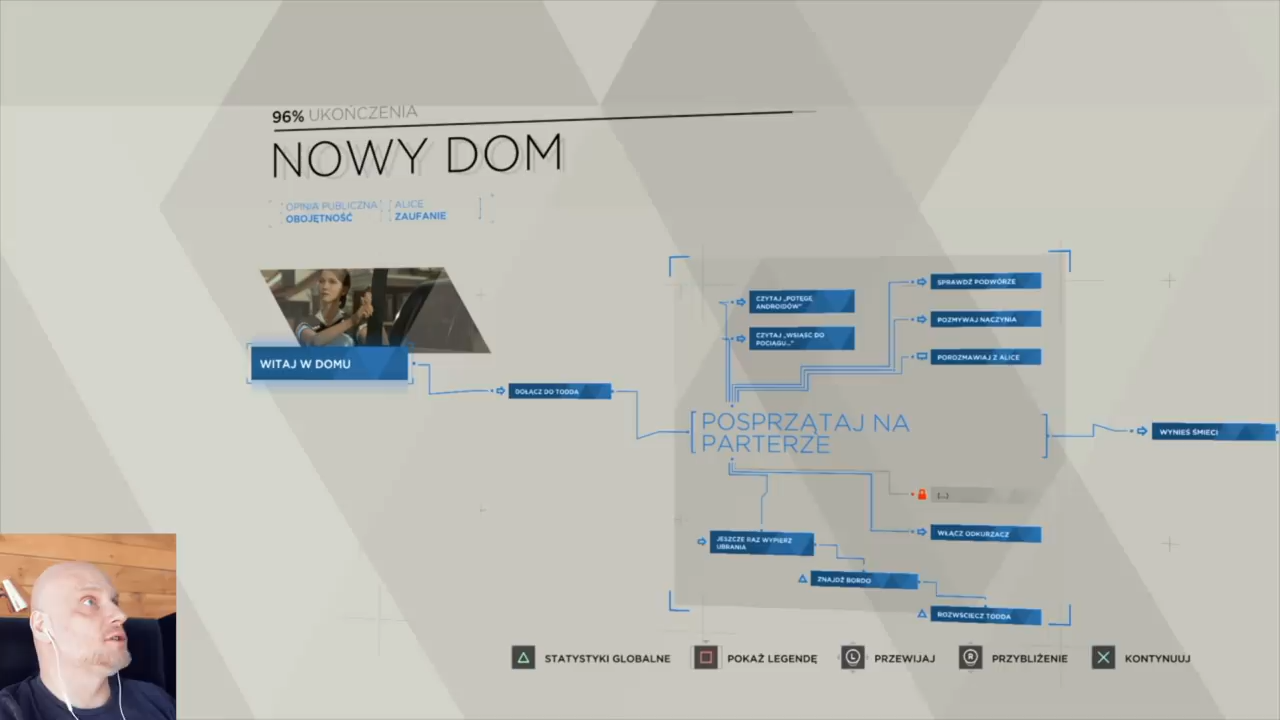 96% UKOŃCZENIA
NOWY DOM
OPINIA PUBLICZNA
OBOJĘTNOŚĆ
ALICE
ZAUFANIE
WITAJ W DOMU
DOŁĄCZ DO TODDA
CZYTAJ „POTĘGĘ
ANDROIDÓW”
CZYTAJ „WSIĄŚĆ DO
POCIĄGU...”
SPRAWDŹ PODWÓRZE
POZMYWAJ NACZYNIA
POROZMAWIAJ Z ALICE
POSPRZĄTAJ NA
PARTERZE
WYNIEŚ ŚMIECI
(...)
WŁĄCZ ODKURZACZ
JESZCZE RAZ WYPIERZ
UBRANIA
ZNAJDŹ BORDO
ROZWŚCIECZ TODDA
STATYSTYKI GLOBALNE
POKAŻ LEGENDĘ
L
PRZEWIJAJ
R
PRZYBLIŻENIE
KONTYNUUJ